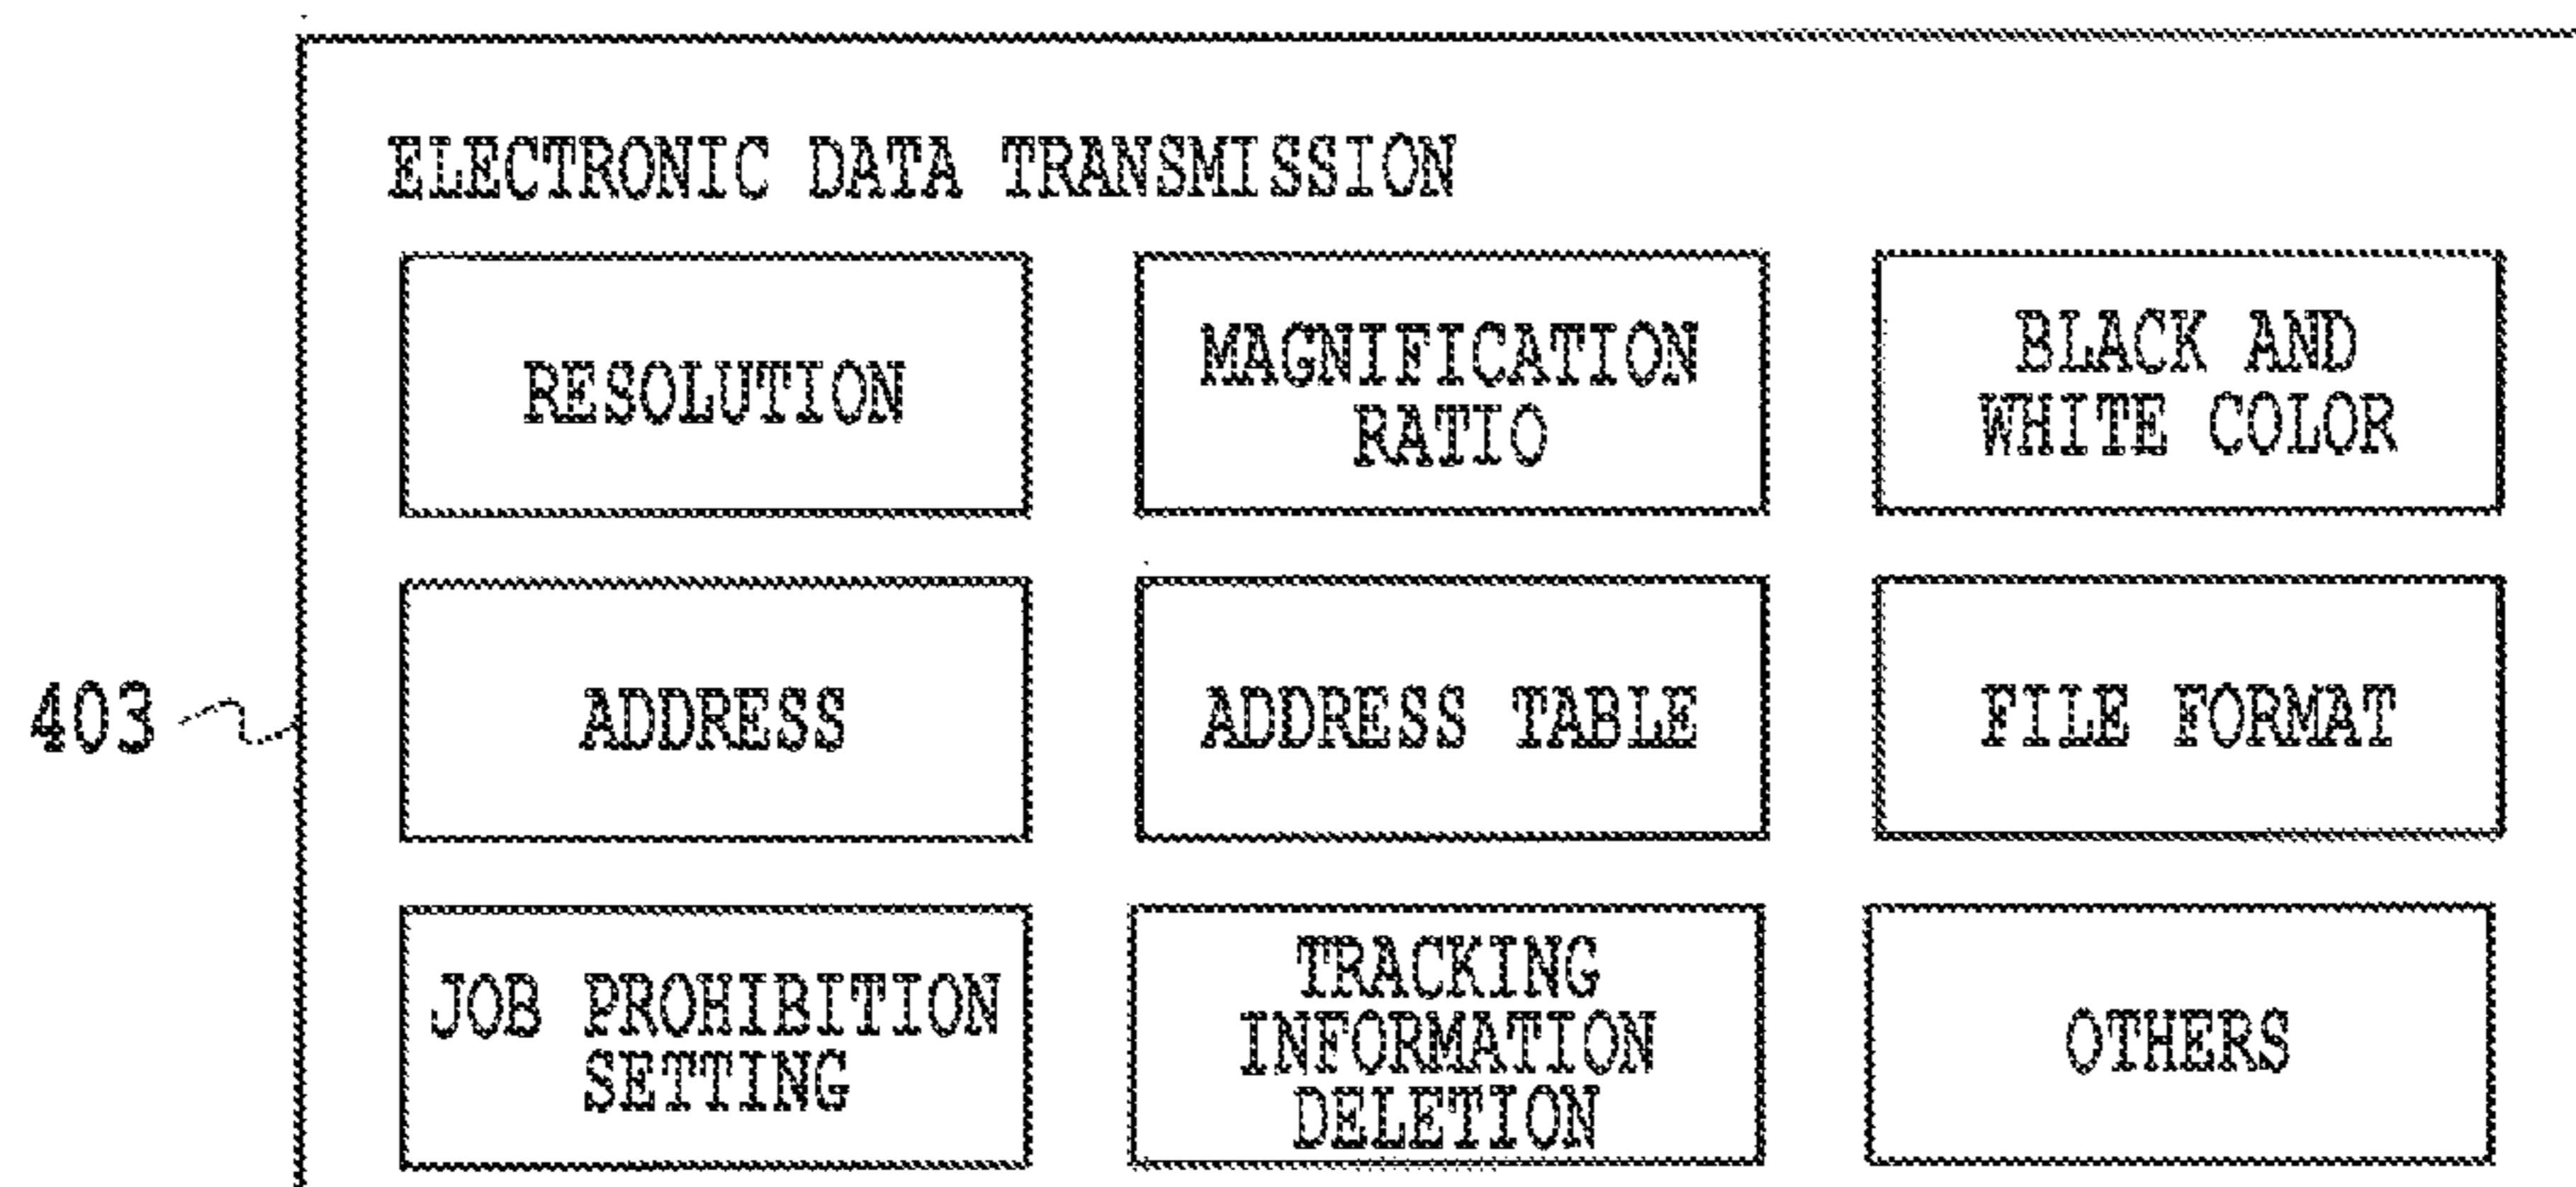 ELECTRONIC DATA TRANSMISSION
RESOLUTION
MAGNIFICATION
RATIO
BLACK AND
WHITE COLOR
403
ADDRESS
ADDRESS TABLE
FILE FORMAT
JOB PROHIBITION
SETTING
TRACKING
INFORMATION
DELETION
OTHERS